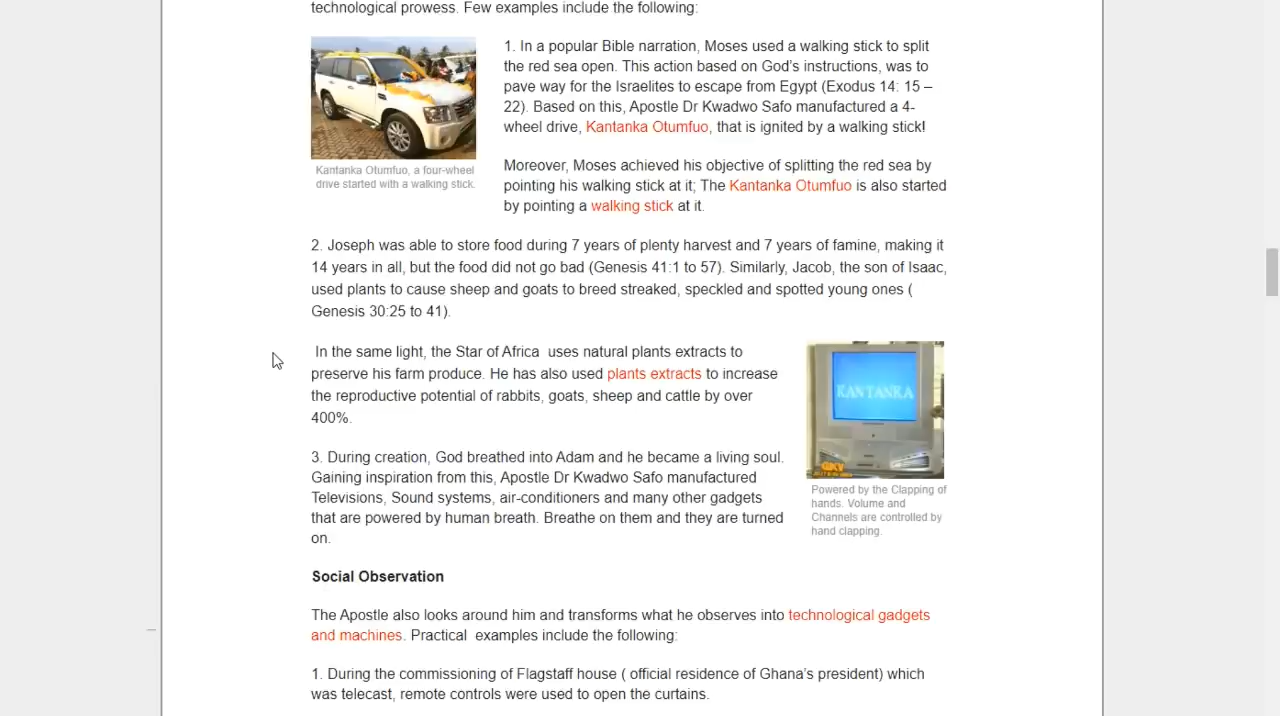 technological prowess. Few examples include the following:
1. In a popular Bible narration, Moses used a walking stick to split
the red sea open. This action based on God's instructions, was to
pave way for the Israelites to escape from Egypt (Exodus 14: 15 –
22). Based on this, Apostle Dr Kwadwo Safo manufactured a 4-
wheel drive, Kantanka Otumfuo, that is ignited by a walking stick!
Kantanka Otumfuo, a four-wheel
drive started with a walking stick.
Moreover, Moses achieved his objective of splitting the red sea by
pointing his walking stick at it; The Kantanka Otumfuo is also started
by pointing a walking stick at it.
2. Joseph was able to store food during 7 years of plenty harvest and 7 years of famine, making it
14 years in all, but the food did not go bad (Genesis 41:1 to 57). Similarly, Jacob, the son of Isaac,
used plants to cause sheep and goats to breed streaked, speckled and spotted young ones (
Genesis 30:25 to 41).
In the same light, the Star of Africa  uses natural plants extracts to
preserve his farm produce. He has also used plants extracts to increase
the reproductive potential of rabbits, goats, sheep and cattle by over
400%.
KANTANKA
3. During creation, God breathed into Adam and he became a living soul.
Gaining inspiration from this, Apostle Dr Kwadwo Safo manufactured
Televisions, Sound systems, air-conditioners and many other gadgets
that are powered by human breath. Breathe on them and they are turned
on.
Powered by the Clapping of
hands. Volume and
Channels are controlled by
hand clapping.
Social Observation
The Apostle also looks around him and transforms what he observes into technological gadgets
and machines. Practical  examples include the following:
1. During the commissioning of Flagstaff house ( official residence of Ghana's president) which
was telecast, remote controls were used to open the curtains.